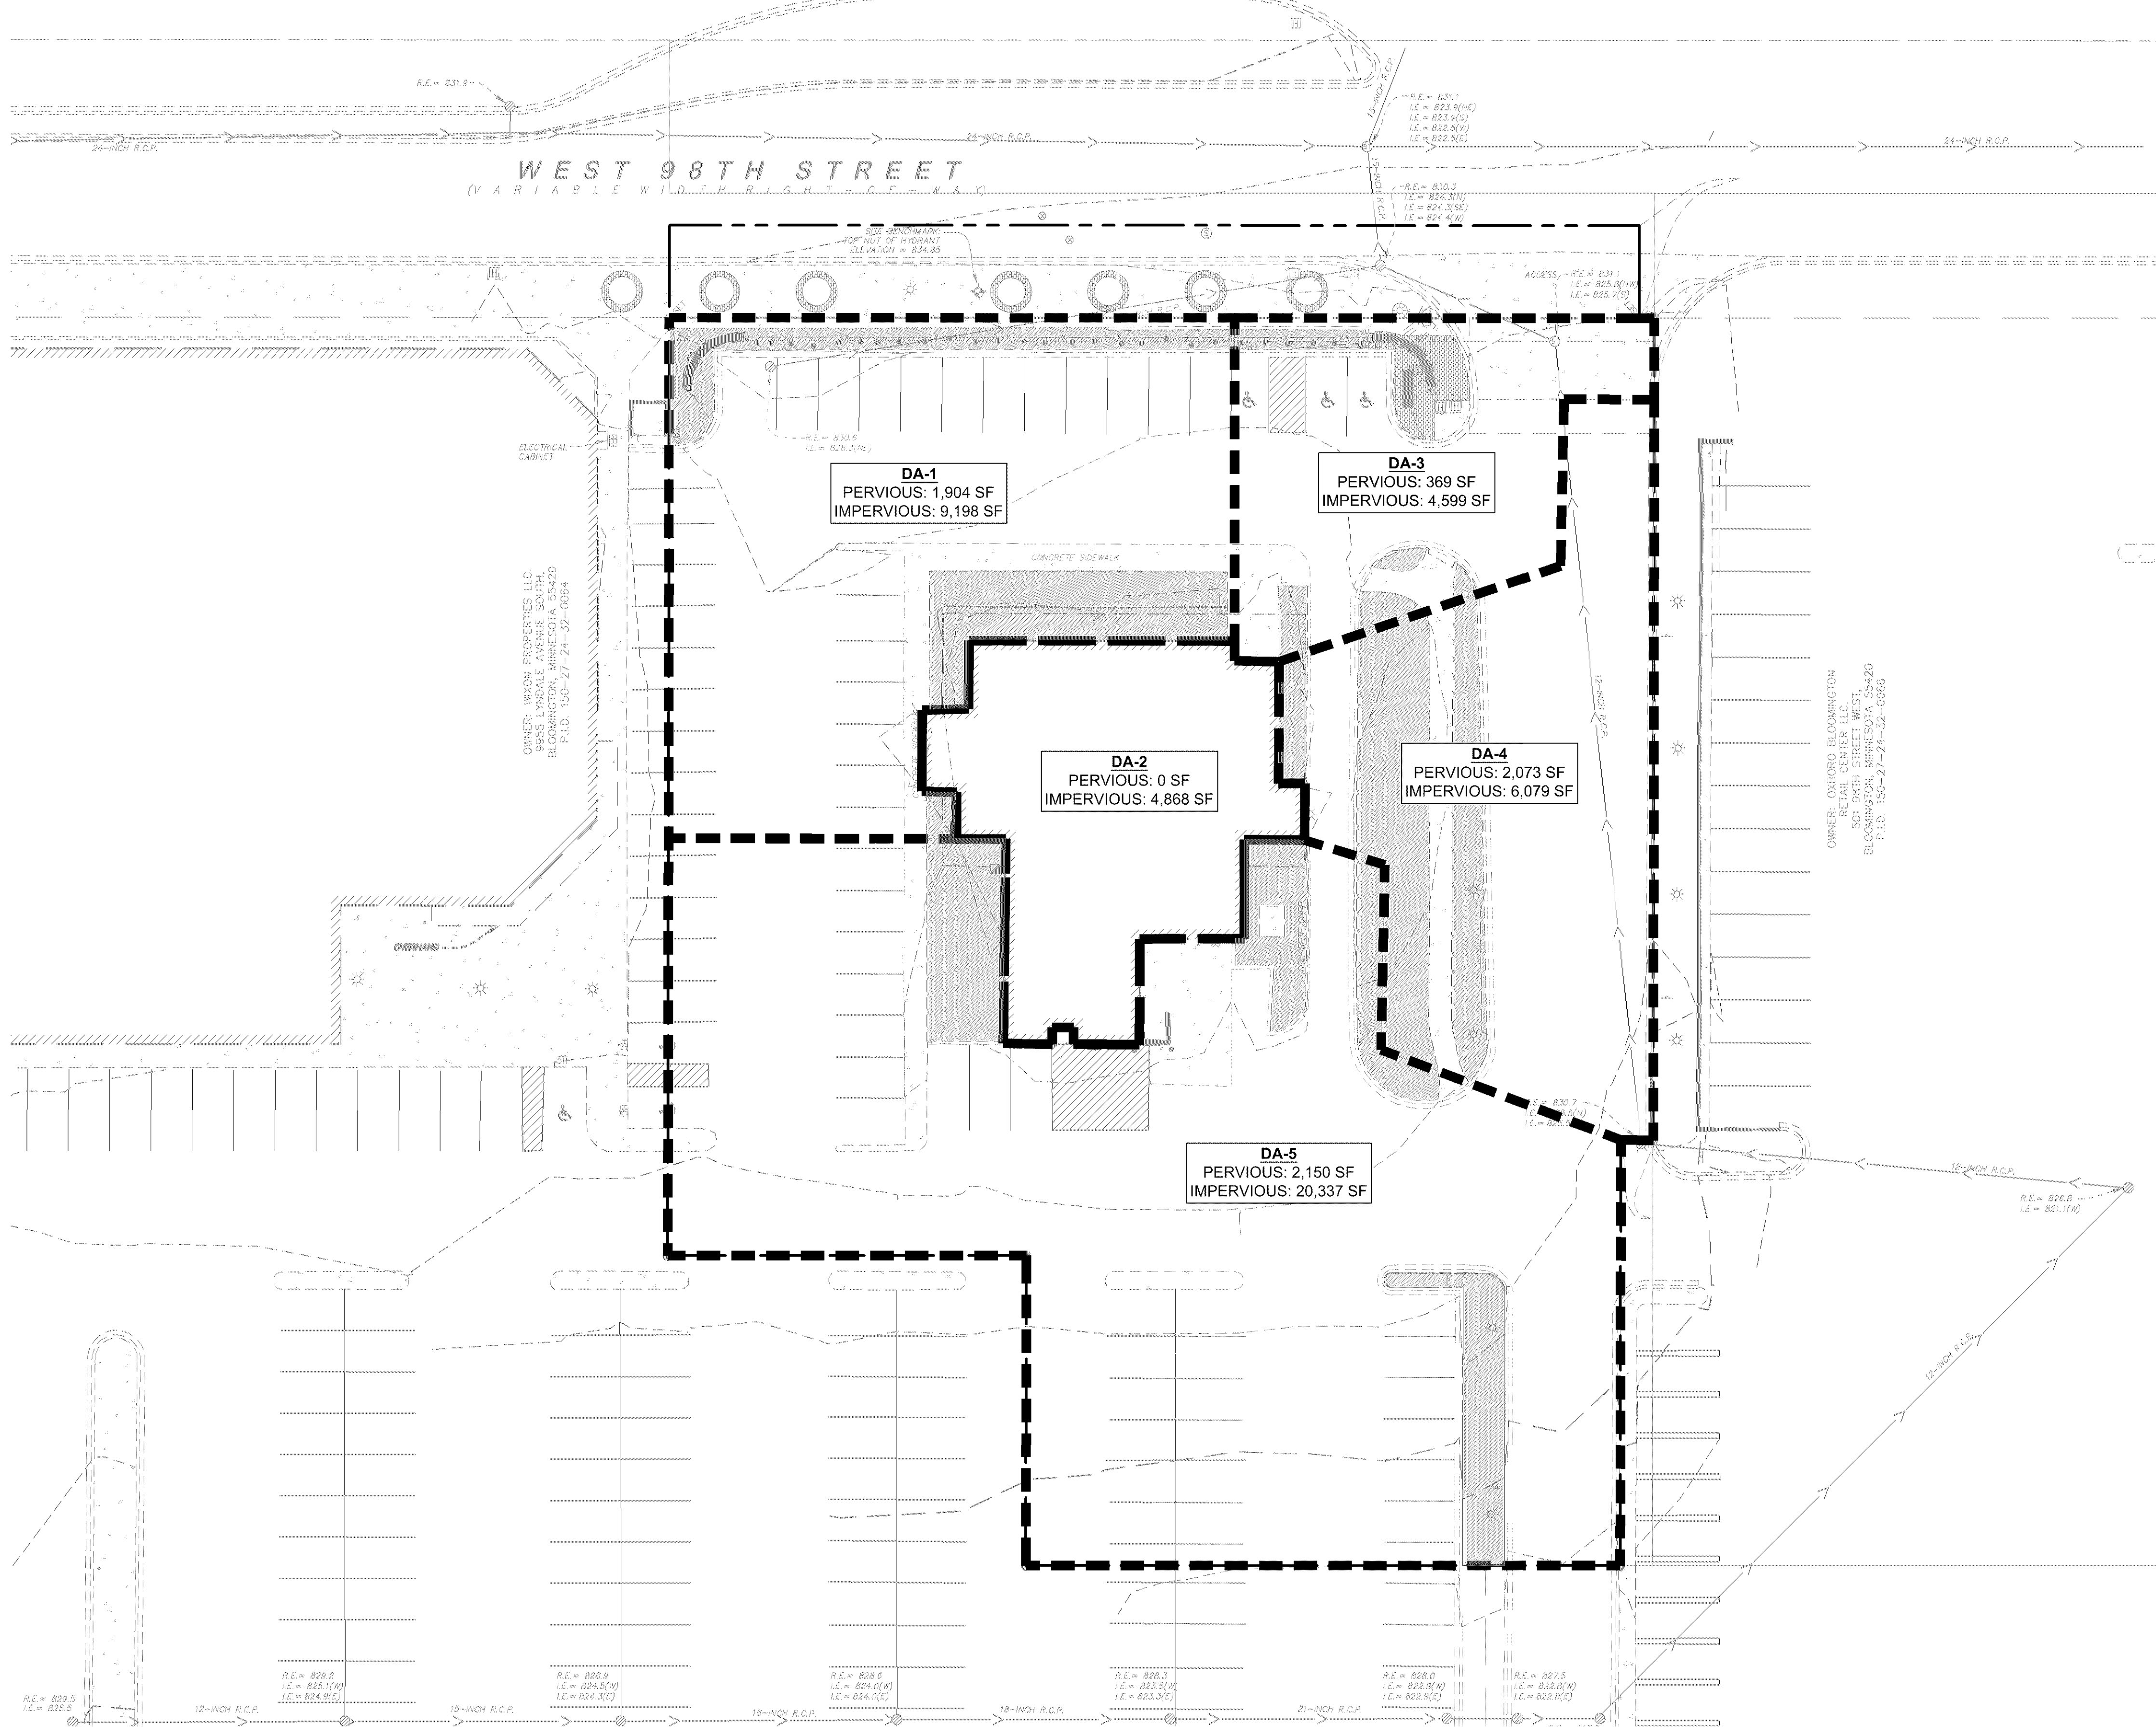 R.E.= 831.9
24-INCH R.C.P.
24-INCH R.C.P.
24-INCH R.C.P.
15-INCH R.C.P.
R.E.= 831.1
I.E.= 823.9(NE)
I.E.= 823.9(S)
I.E.= 822.5(W)
I.E.= 822.5(E)
WEST 98TH STREET
(VARIABLE WIDTH RIGHT-OF-WAY)
15-INCH R.C.P.
R.E.= 830.3
I.E.= 824.3(N)
I.E.= 824.3(SE)
I.E.= 824.4(W)
SITE BENCHMARK:
TOP NUT OF HYDRANT
ELEVATION = 834.85
ACCESS
R.E.= 831.1
I.E.= 825.8(NW)
I.E.= 825.7(S)
ELECTRICAL
CABINET
R.E.= 830.6
I.E.= 828.3(NE)
DA-1
PERVIOUS: 1,904 SF
IMPERVIOUS: 9,198 SF
DA-3
PERVIOUS: 369 SF
IMPERVIOUS: 4,599 SF
CONCRETE SIDEWALK
OWNER: WIXON PROPERTIES LLC.
9955 LYNDALE AVENUE SOUTH,
BLOOMINGTON, MINNESOTA 55420
P.I.D. 150-27-24-32-0064
12-INCH R.C.P.
DA-2
PERVIOUS: 0 SF
IMPERVIOUS: 4,868 SF
DA-4
PERVIOUS: 2,073 SF
IMPERVIOUS: 6,079 SF
OWNER: OXBORO BLOOMINGTON
RETAIL CENTER LLC.
501 98TH STREET WEST,
BLOOMINGTON, MINNESOTA 55420
P.I.D. 150-27-24-32-0066
OVERHANG
CONCRETE CURB
R.E.= 830.7
DA-5
PERVIOUS: 2,150 SF
IMPERVIOUS: 20,337 SF
12-INCH R.C.P.
R.E.= 826.8
I.E.= 821.1(W)
12-INCH R.C.P.
R.E.= 829.5
I.E.= 825.5
R.E.= 829.2
I.E.= 825.1(W)
I.E.= 824.9(E)
R.E.= 828.9
I.E.= 824.5(W)
I.E.= 824.3(E)
R.E.= 828.6
I.E.= 824.0(W)
I.E.= 824.0(E)
R.E.= 828.3
I.E.= 823.5(W)
I.E.= 823.3(E)
R.E.= 828.0
I.E.= 822.9(W)
I.E.= 822.9(E)
R.E.= 827.5
I.E.= 822.8(W)
I.E.= 822.8(E)
12-INCH R.C.P.
15-INCH R.C.P.
18-INCH R.C.P.
18-INCH R.C.P.
21-INCH R.C.P.